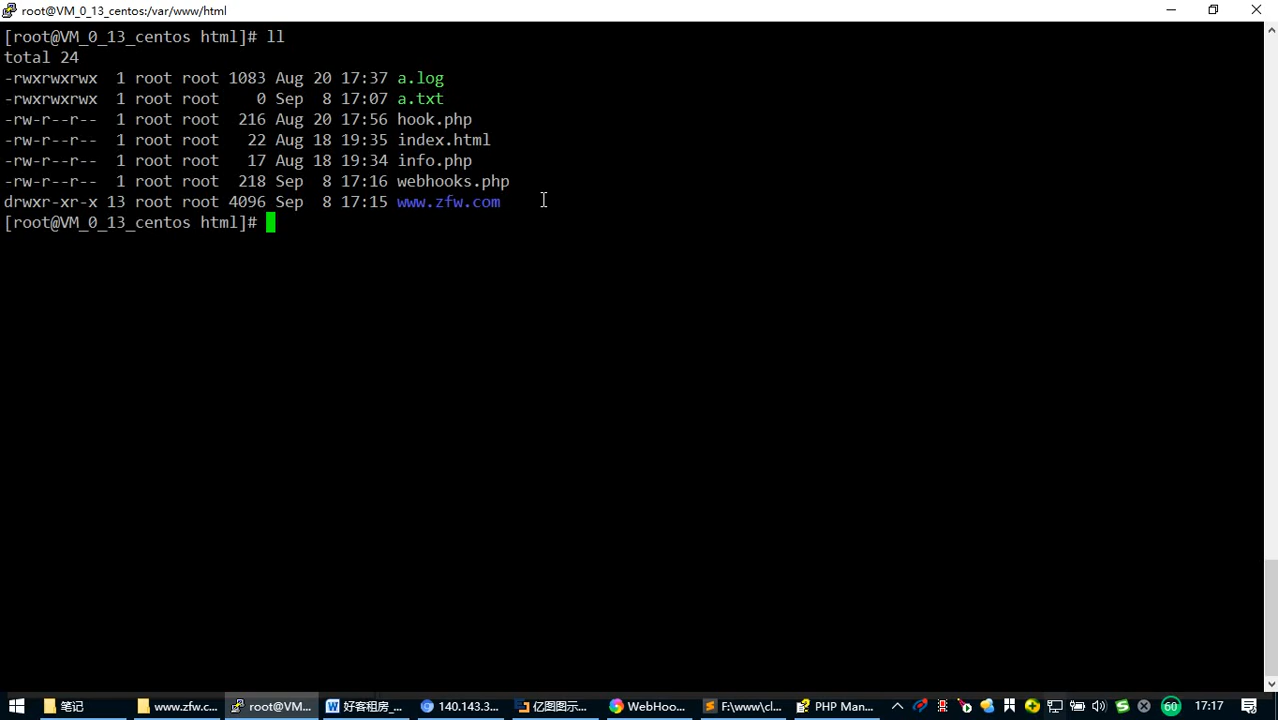 root@VM_0_13_centos:/var/www/html
[root@VM_0_13_centos html]# ll
total 24
-rwxrwxrwx  1 root root 1083 Aug 20 17:37 a.log
-rwxrwxrwx  1 root root    0 Sep  8 17:07 a.txt
-rw-r--r--  1 root root  216 Aug 20 17:56 hook.php
-rw-r--r--  1 root root   22 Aug 18 19:35 index.html
-rw-r--r--  1 root root   17 Aug 18 19:34 info.php
-rw-r--r--  1 root root  218 Sep  8 17:16 webhooks.php
drwxr-xr-x 13 root root 4096 Sep  8 17:15 www.zfw.com
[root@VM_0_13_centos html]#
笔记 www.zfw.c... root@VM... 好客租房_... 140.143.3... 亿图图示... WebHoo... F:\www\cl... PHP Man... 60 17:17